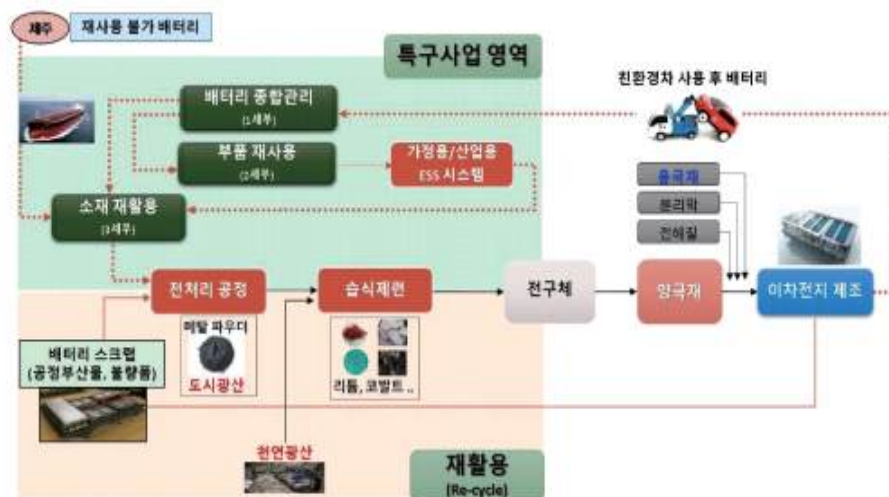 제주
재사용 불가 배터리
특구사업 영역
친환경차 사용 후 배터리
배터리 종합관리
(1세부)
부품 재사용
(2세부)
가정용/산업용
ESS 시스템
음극재
분리막
전해질
소재 재활용
(3세부)
전처리 공정
습식제련
전구체
양극재
이차전지 제조
메탈 파우더
도시광산
리튬, 코발트 ..
배터리 스크랩
(공정부산물, 불량품)
천연광산
재활용
(Re-cycle)